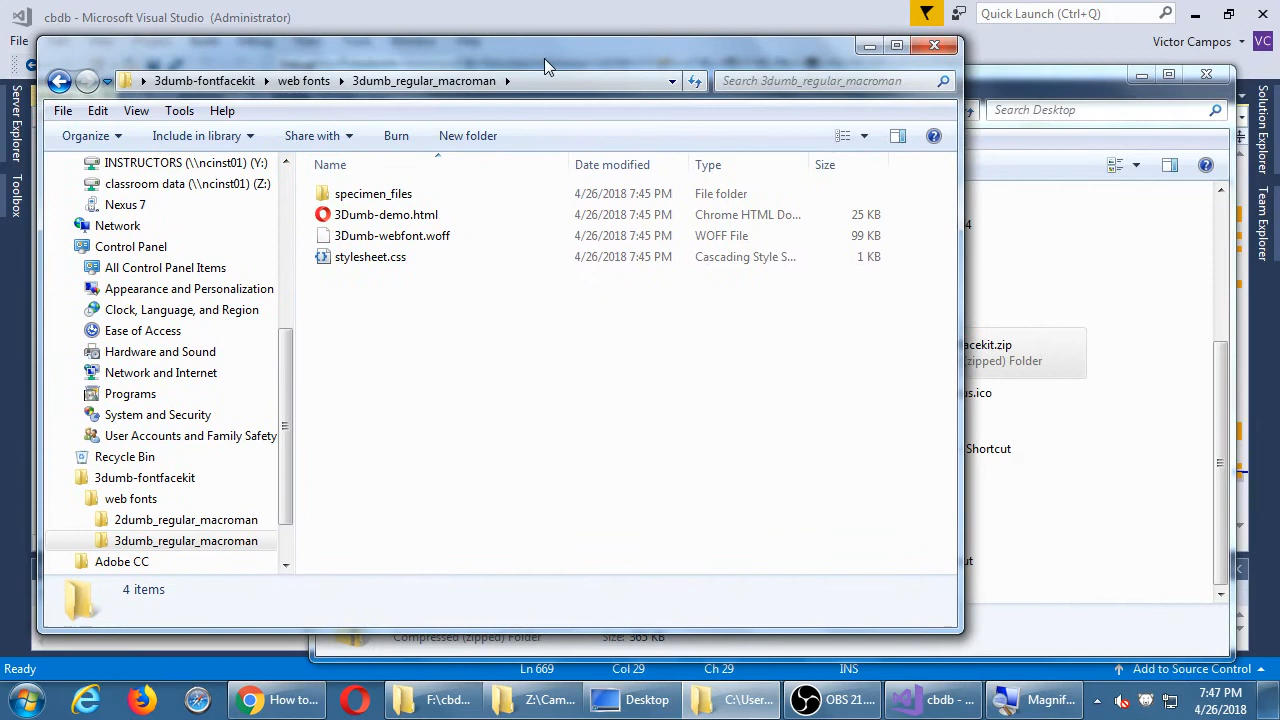 cbdb - Microsoft Visual Studio (Administrator)
Quick Launch (Ctrl+Q)
File
Victor Campos
VC
3dumb-fontfacekit
web fonts
3dumb_regular_macroman
Search 3dumb_regular_macroman
Search Desktop
File Edit View Tools Help
Organize Include in library Share with Burn New folder
Server Explorer
Toolbox
Solution Explorer
Team Explorer
Name Date modified Type Size
INSTRUCTORS (\\ncinst01) (Y:)
classroom data (\\ncinst01) (Z:)
Nexus 7
Network
Control Panel
All Control Panel Items
Appearance and Personalization
Clock, Language, and Region
Ease of Access
Hardware and Sound
Network and Internet
Programs
System and Security
User Accounts and Family Safety
Recycle Bin
3dumb-fontfacekit
web fonts
2dumb_regular_macroman
3dumb_regular_macroman
Adobe CC
specimen_files 4/26/2018 7:45 PM File folder
3Dumb-demo.html 4/26/2018 7:45 PM Chrome HTML Do... 25 KB
3Dumb-webfont.woff 4/26/2018 7:45 PM WOFF File 99 KB
stylesheet.css 4/26/2018 7:45 PM Cascading Style S... 1 KB
4
acekit.zip
(zipped) Folder
us.ico
Shortcut
ut
4 items
Compressed (zipped) Folder Size: 365 KB
Ready Ln 669 Col 29 Ch 29 INS Add to Source Control
How to... F:\cbd... Z:\Cam... Desktop C:\User... OBS 21.... cbdb - ... Magnif...
7:47 PM
4/26/2018